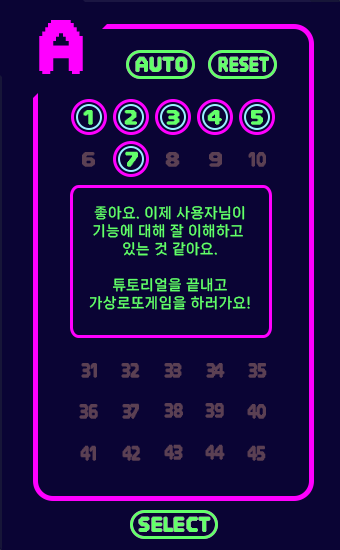 A
AUTO RESET
1 2 3 4 5
6 7 8 9 10
좋아요. 이제 사용자님이
기능에 대해 잘 이해하고
있는 것 같아요.
튜토리얼을 끝내고
가상로또게임을 하러가요!
31 32 33 34 35
36 37 38 39 40
41 42 43 44 45
SELECT